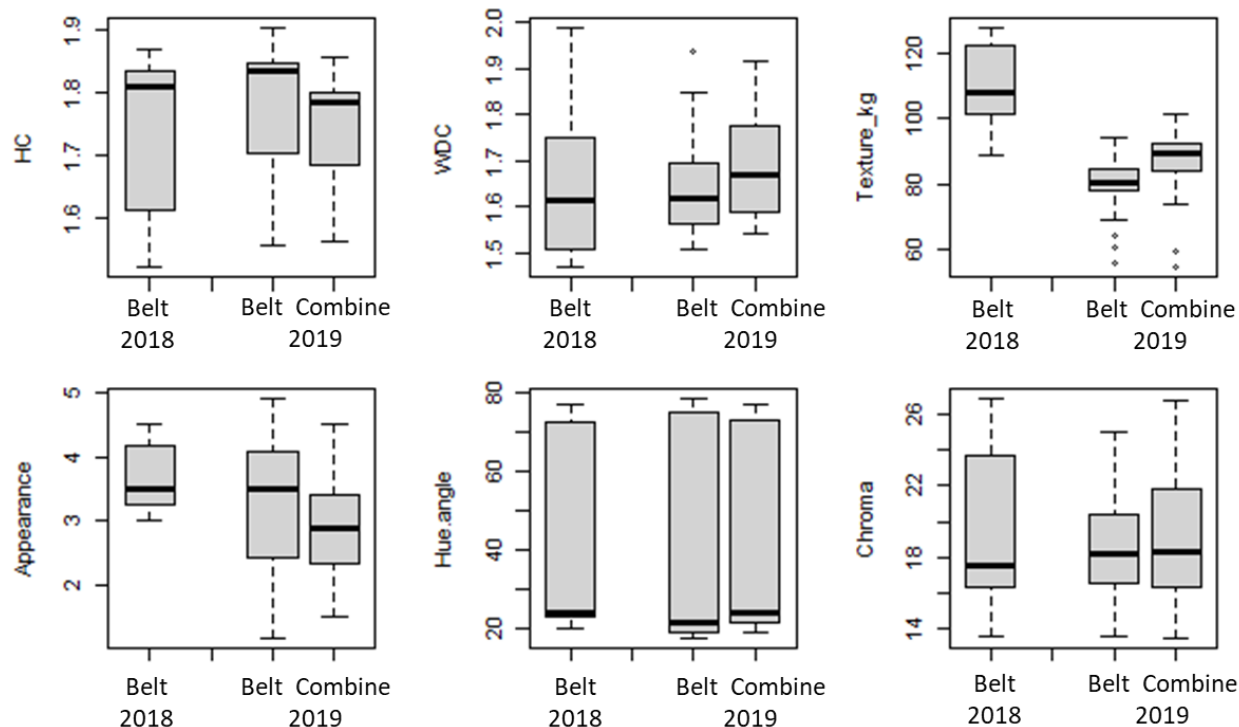 HC
1.9
1.8
1.7
1.6
Belt Belt Combine
2018 2019
WDC
2.0
1.9
1.8
1.7
1.6
1.5
Belt Belt Combine
2018 2019
Texture_kg
120
100
80
60
Belt Belt Combine
2018 2019
Appearance
5
4
3
2
Belt Belt Combine
2018 2019
Hue.angle
80
60
40
20
Belt Belt Combine
2018 2019
Chroma
26
22
18
14
Belt Belt Combine
2018 2019